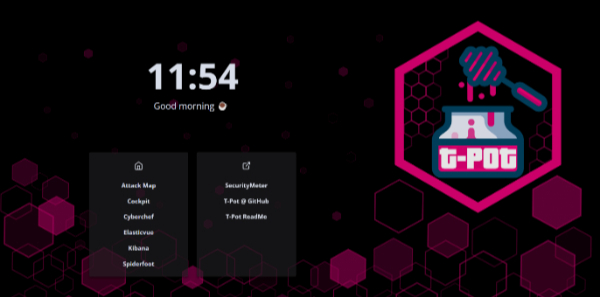 11:54
Good morning
Attack Map
Cockpit
Cyberchef
Elasticvue
Kibana
Spiderfoot
SecurityMeter
T-Pot @ GitHub
T-Pot ReadMe
T-POT